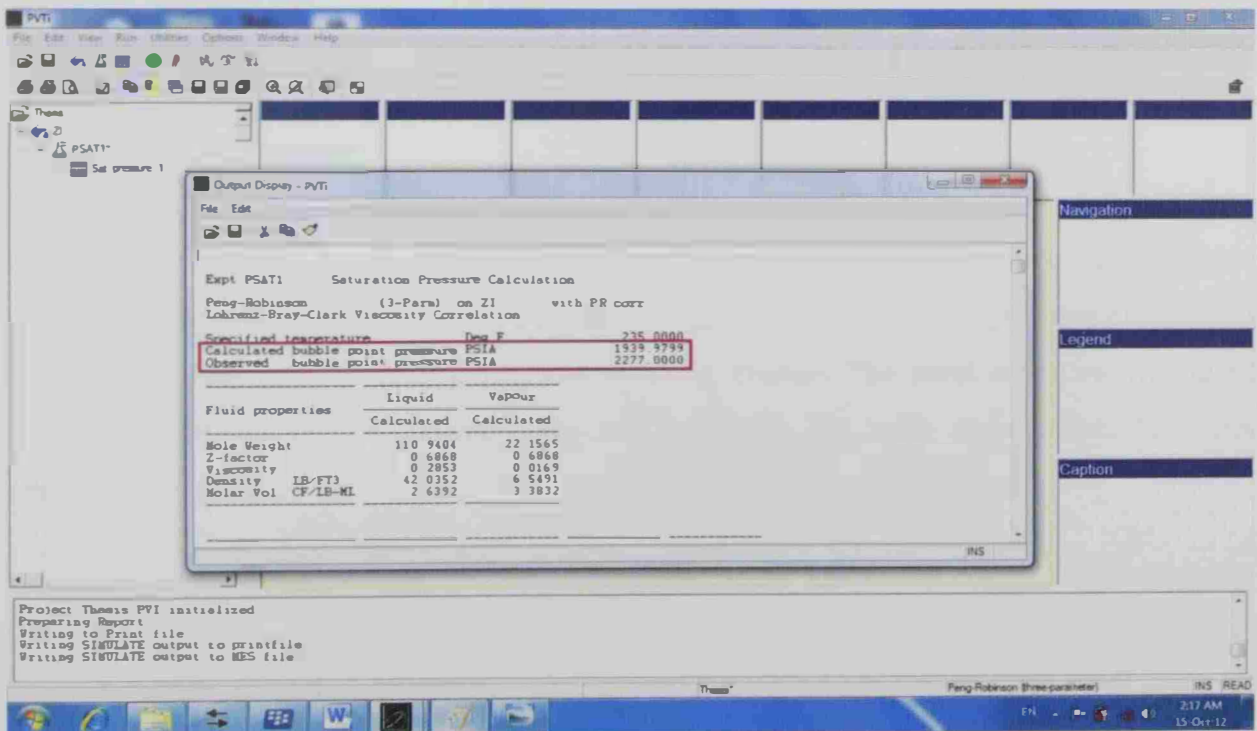 PVTi
File Edit View Run Utilities Options Window Help
Thesis
ZI
PSAT1*
Sat pressure 1
Output Display - PVTi
File Edit
Expt PSAT1 Saturation Pressure Calculation
Peng-Robinson (3-Parm) on ZI with PR corr
Lohrenz-Bray-Clark Viscosity Correlation
Specified temperature Deg F 235.0000
Calculated bubble point pressure PSIA 1939.9799
Observed bubble point pressure PSIA 2277.0000
Liquid Vapour
Fluid properties
Calculated Calculated
Mole Weight 110.9404 22.1565
Z-factor 0.6868 0.6868
Viscosity 0.2853 0.0169
Density LB/FT3 42.0352 6.5491
Molar Vol CF/LB-ML 2.6392 3.3832
INS
Navigation
Legend
Caption
Project Thesis PVI initialized
Preparing Report
Writing to Print file
Writing SIMULATE output to printfile
Writing SIMULATE output to MES file
Thesis* Peng-Robinson (three-parameter) INS READ
W
EN
2:17 AM
15-Oct-12